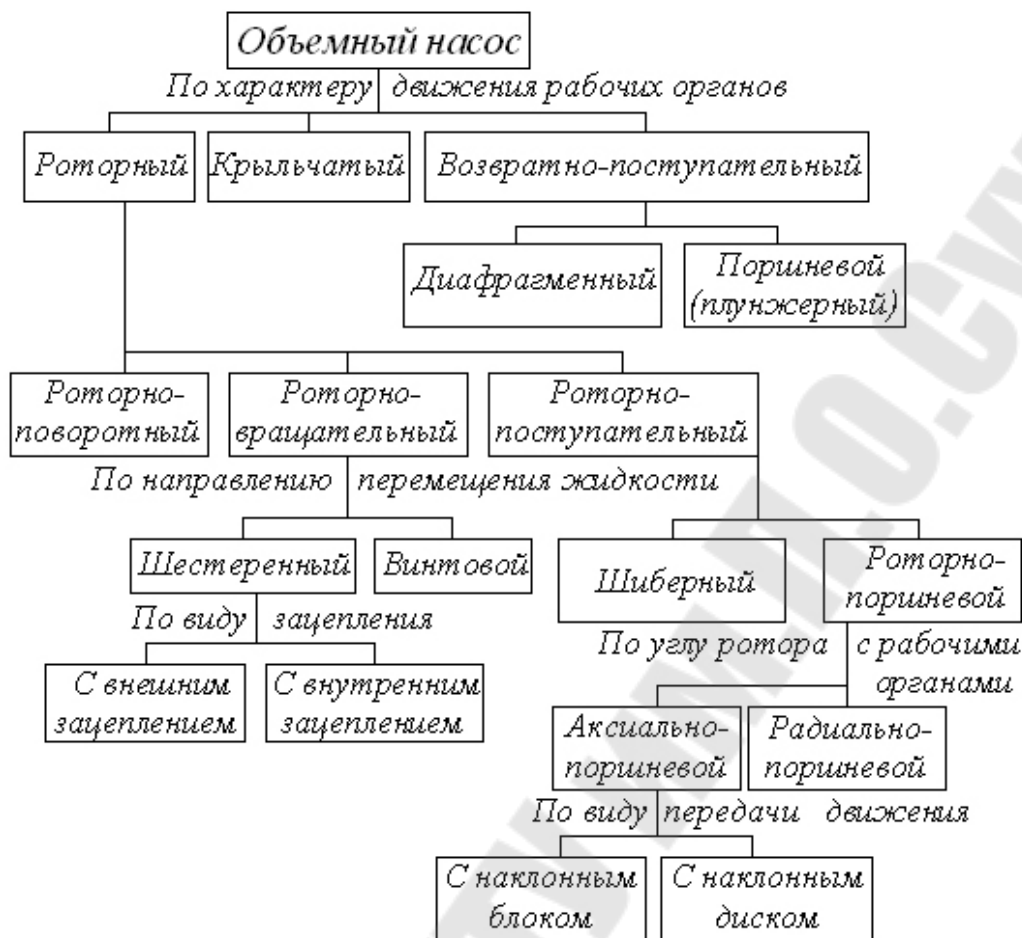 Объемный насос
По характеру движения рабочих органов
Роторный
Крыльчатый
Возвратно-поступательный
Диафрагменный
Поршневой
(плунжерный)
Роторно-
поворотный
Роторно-
вращательный
Роторно-
поступательный
По направлению перемещения жидкости
Шестеренный
Винтовой
Шиберный
Роторно-
поршневой
По виду зацепления
По углу ротора с рабочими
органами
С внешним
зацеплением
С внутренним
зацеплением
Аксиально-
поршневой
Радиально-
поршневой
По виду передачи движения
С наклонным
блоком
С наклонным
диском